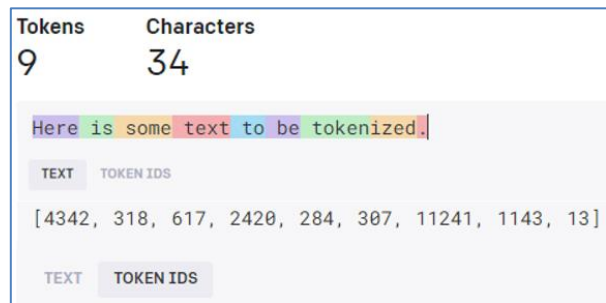 Tokens Characters
9 34
Here is some text to be tokenized.
TEXT TOKEN IDS
[4342, 318, 617, 2420, 284, 307, 11241, 1143, 13]
TEXT TOKEN IDS